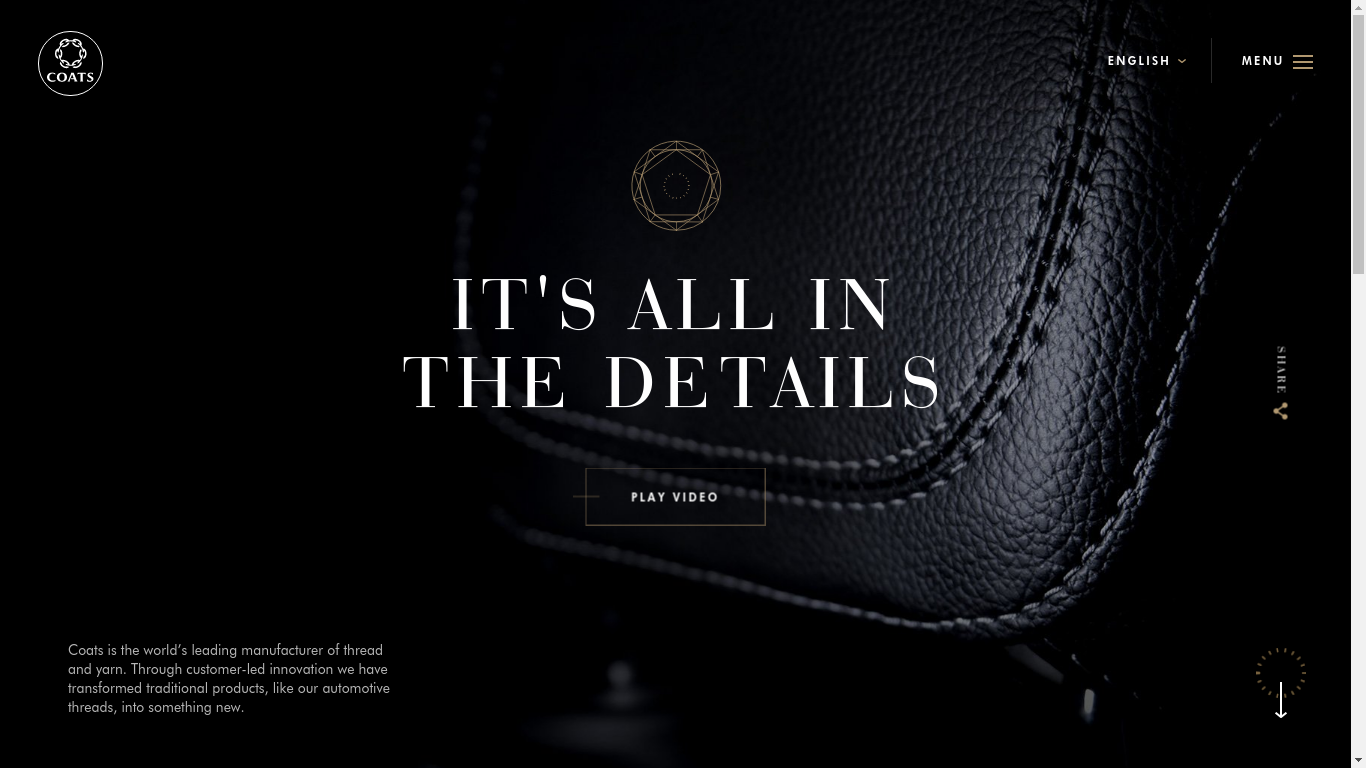 COATS
ENGLISH
MENU
IT'S ALL IN
THE DETAILS
SHARE
PLAY VIDEO
Coats is the world’s leading manufacturer of thread
and yarn. Through customer-led innovation we have
transformed traditional products, like our automotive
threads, into something new.